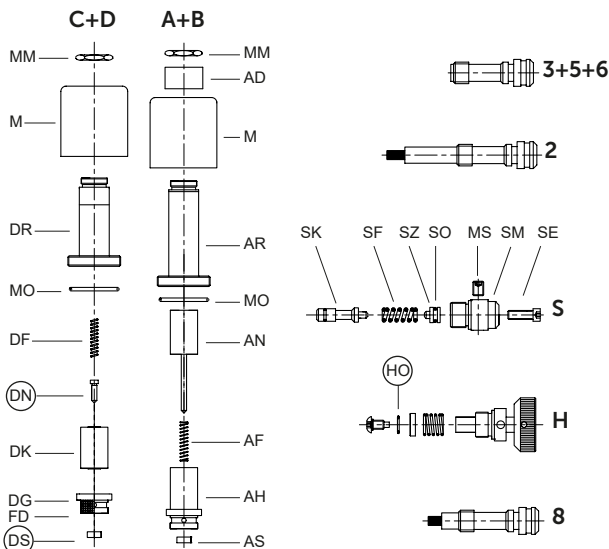 C+D
A+B
MM
M
DR
MO
DF
DN
DK
DG
FD
DS
MM
AD
M
AR
MO
AN
AF
AH
AS
3+5+6
2
SK
SF
SZ
SO
MS
SM
SE
S
HO
H
8